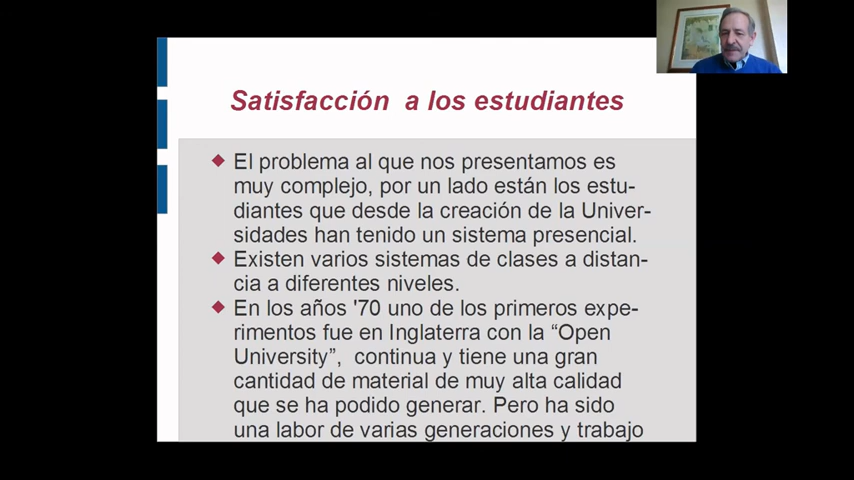 Satisfacción a los estudiantes
El problema al que nos presentamos es
muy complejo, por un lado están los estu-
diantes que desde la creación de la Univer-
sidades han tenido un sistema presencial.
Existen varios sistemas de clases a distan-
cia a diferentes niveles.
En los años '70 uno de los primeros expe-
rimentos fue en Inglaterra con la “Open
University”, continua y tiene una gran
cantidad de material de muy alta calidad
que se ha podido generar. Pero ha sido
una labor de varias generaciones y trabajo